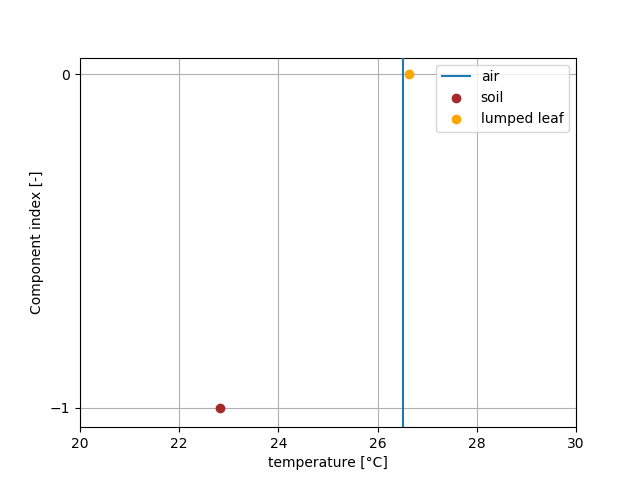 0
−1
Component index [-]
20 22 24 26 28 30
temperature [°C]
air
soil
lumped leaf